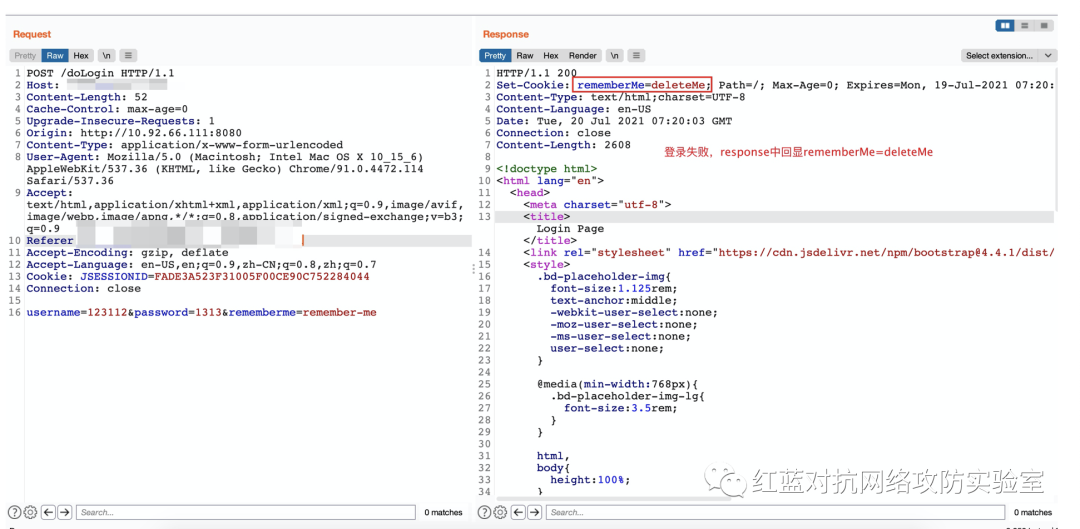 Request
Pretty Raw Hex \n
1 POST /doLogin HTTP/1.1
2 Host:
3 Content-Length: 52
4 Cache-Control: max-age=0
5 Upgrade-Insecure-Requests: 1
6 Origin: http://10.92.66.111:8080
7 Content-Type: application/x-www-form-urlencoded
8 User-Agent: Mozilla/5.0 (Macintosh; Intel Mac OS X 10_15_6)
AppleWebKit/537.36 (KHTML, like Gecko) Chrome/91.0.4472.114
Safari/537.36
9 Accept:
text/html,application/xhtml+xml,application/xml;q=0.9,image/avif,
image/webp,image/apng,*/*;q=0.8,application/signed-exchange;v=b3;
q=0.9
10 Referer
11 Accept-Encoding: gzip, deflate
12 Accept-Language: en-US,en;q=0.9,zh-CN;q=0.8,zh;q=0.7
13 Cookie: JSESSIONID=FADE3A523F31005F00CE90C752284044
14 Connection: close
15
16 username=123112&password=1313&rememberme=remember-me
Search...
0 matches
Response
Pretty Raw Hex Render \n
Select extension...
1 HTTP/1.1 200
2 Set-Cookie: rememberMe=deleteMe; Path=/; Max-Age=0; Expires=Mon, 19-Jul-2021 07:20:
3 Content-Type: text/html;charset=UTF-8
4 Content-Language: en-US
5 Date: Tue, 20 Jul 2021 07:20:03 GMT
6 Connection: close
7 Content-Length: 2608
8
登录失败，response中回显rememberMe=deleteMe
9 <!doctype html>
10 <html lang="en">
11 <head>
12 <meta charset="utf-8">
13 <title>
Login Page
</title>
14 <link rel="stylesheet" href="https://cdn.jsdelivr.net/npm/bootstrap@4.4.1/dist/
15 <style>
16 .bd-placeholder-img{
17 font-size:1.125rem;
18 text-anchor:middle;
19 -webkit-user-select:none;
20 -moz-user-select:none;
21 -ms-user-select:none;
22 user-select:none;
23 }
24
25 @media(min-width:768px){
26 .bd-placeholder-img-lg{
27 font-size:3.5rem;
28 }
29 }
30
31 html,
32 body{
33 height:100%;
34 }
红蓝对抗网络攻防实验室
Search...
0 matches